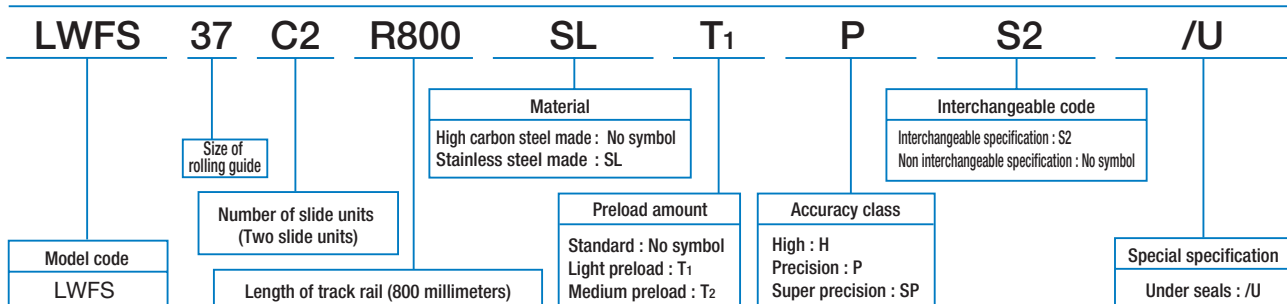 LWFS 37 C2 R800 SL T1 P S2 /U
Material
High carbon steel made : No symbol
Stainless steel made : SL
Interchangeable code
Interchangeable specification : S2
Non interchangeable specification : No symbol
Size of
rolling guide
Number of slide units
(Two slide units)
Preload amount
Standard : No symbol
Light preload : T1
Medium preload : T2
Accuracy class
High : H
Precision : P
Super precision : SP
Model code
LWFS
Length of track rail (800 millimeters)
Special specification
Under seals : /U